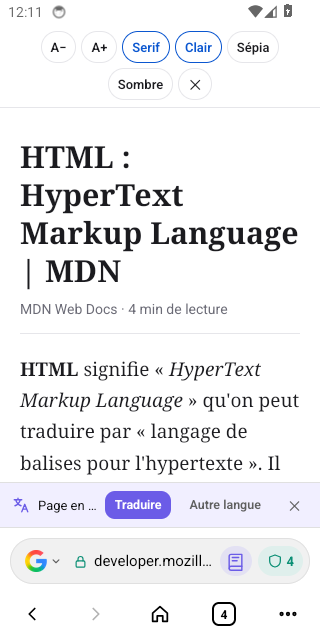 12:11
A− A+ Serif Clair Sépia
Sombre
HTML :
HyperText
Markup Language
| MDN
MDN Web Docs · 4 min de lecture
HTML signifie « HyperText
Markup Language » qu'on peut
traduire par « langage de
balises pour l'hypertexte ». Il
Page en ... Traduire Autre langue
developer.mozill... 4
4